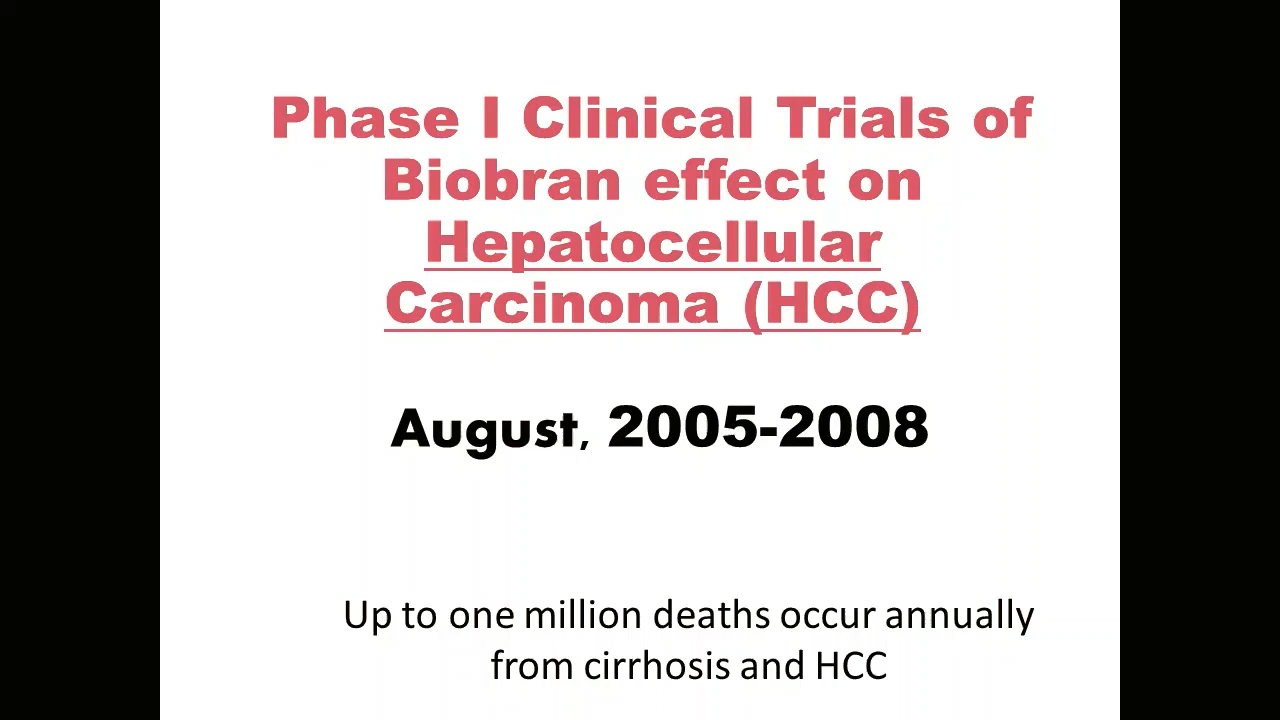 Phase I Clinical Trials of
Biobran effect on
Hepatocellular
Carcinoma (HCC)
August, 2005-2008
Up to one million deaths occur annually
from cirrhosis and HCC